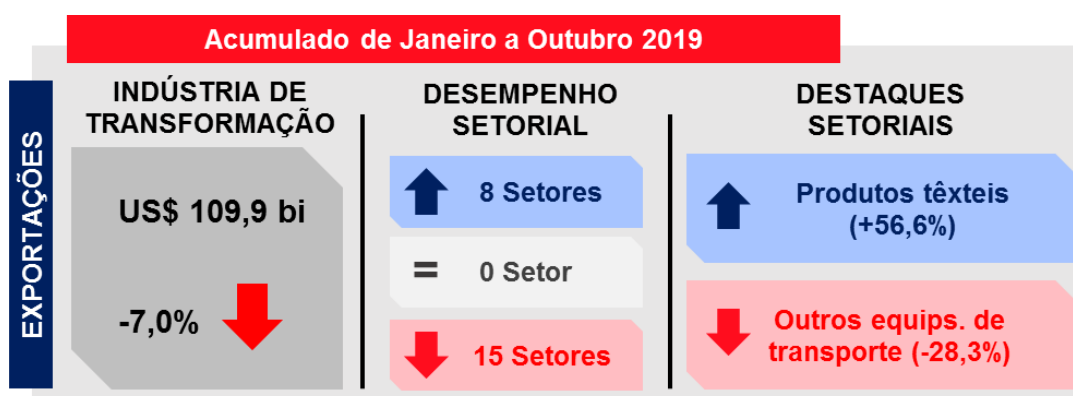 Acumulado de Janeiro a Outubro 2019
EXPORTAÇÕES
INDÚSTRIA DE
TRANSFORMAÇÃO
US$ 109,9 bi
-7,0%
DESEMPENHO
SETORIAL
8 Setores
= 0 Setor
15 Setores
DESTAQUES
SETORIAIS
Produtos têxteis
(+56,6%)
Outros equips. de
transporte (-28,3%)